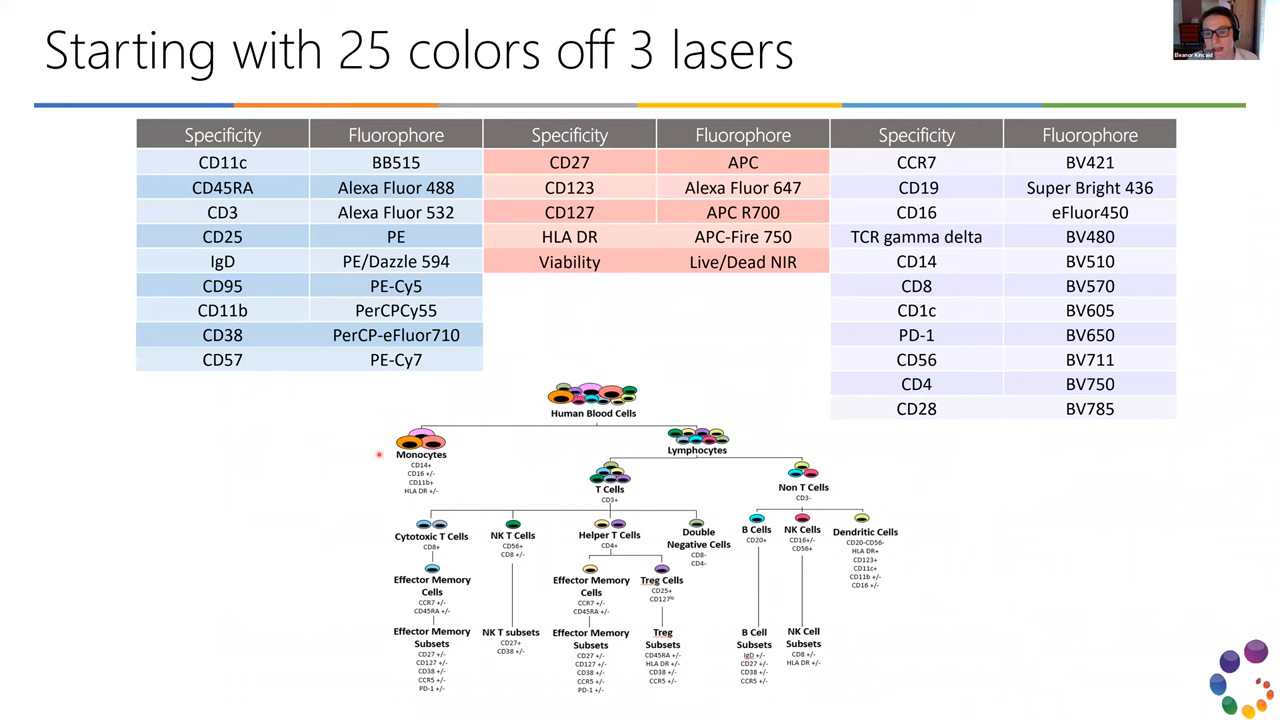 Starting with 25 colors off 3 lasers
Eleanor Kincaid
Specificity Fluorophore Specificity Fluorophore Specificity Fluorophore
CD11c BB515 CD27 APC CCR7 BV421
CD45RA Alexa Fluor 488 CD123 Alexa Fluor 647 CD19 Super Bright 436
CD3 Alexa Fluor 532 CD127 APC R700 CD16 eFluor450
CD25 PE HLA DR APC-Fire 750 TCR gamma delta BV480
IgD PE/Dazzle 594 Viability Live/Dead NIR CD14 BV510
CD95 PE-Cy5 CD8 BV570
CD11b PerCPCy55 CD1c BV605
CD38 PerCP-eFluor710 PD-1 BV650
CD57 PE-Cy7 CD56 BV711
CD4 BV750
CD28 BV785
Human Blood Cells
Monocytes
CD14+
CD16 +/-
CD11b+
HLA DR +/-
Lymphocytes
T Cells
CD3+
Non T Cells
CD3-
Cytotoxic T Cells
CD8+
NK T Cells
CD56+
CD8 +/-
Helper T Cells
CD4+
Double
Negative Cells
CD8-
CD4-
B Cells
CD20+
NK Cells
CD16+/-
CD56+
Dendritic Cells
CD20-CD56-
HLA DR+
CD123+
CD11c+
CD11b +/-
CD16 +/-
Effector Memory
Cells
CCR7 +/-
CD45RA +/-
Effector Memory
Cells
CCR7 +/-
CD45RA +/-
Treg Cells
CD25+
CD127lo
Effector Memory
Subsets
CD27 +/-
CD127 +/-
CD38 +/-
CCR5 +/-
PD-1 +/-
NK T subsets
CD27+
CD38 +/-
Effector Memory
Subsets
CD27 +/-
CD127 +/-
CD38 +/-
CCR5 +/-
PD-1 +/-
Treg
Subsets
CD45RA +/-
HLA DR +/-
CD38 +/-
CCR5 +/-
B Cell
Subsets
IgD +/-
CD27 +/-
CD38 +/-
CCR5 +/-
NK Cell
Subsets
CD8 +/-
HLA DR +/-